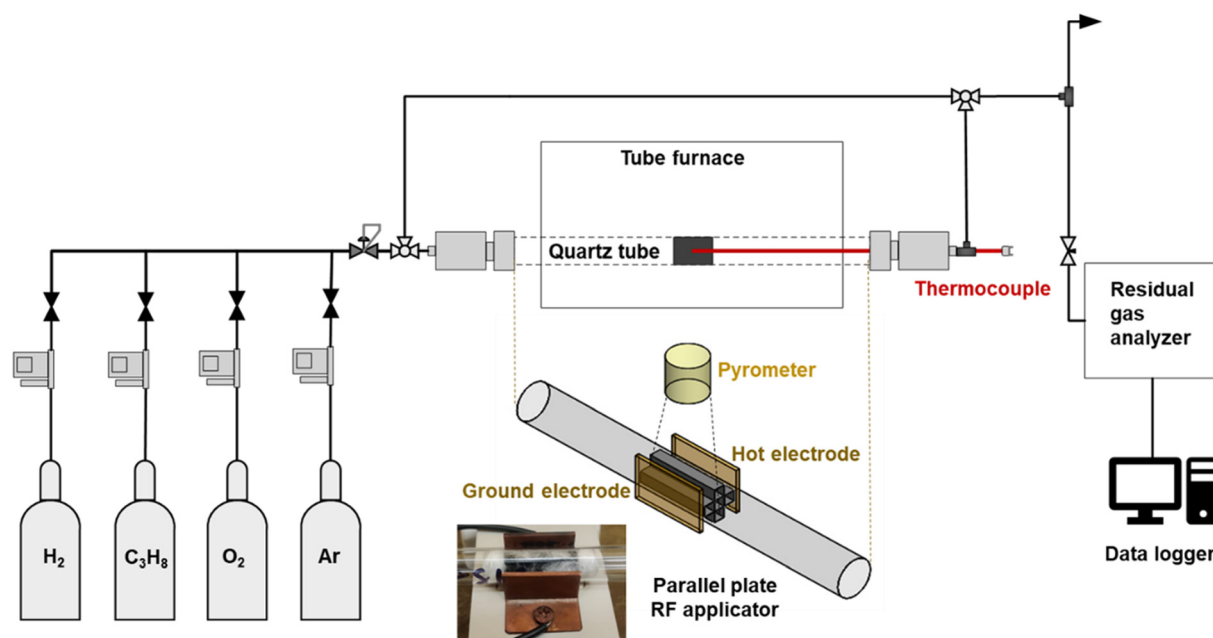 Tube furnace
Quartz tube
Thermocouple
Residual
gas
analyzer
Pyrometer
Hot electrode
Ground electrode
H₂
C₃H₈
O₂
Ar
Parallel plate
RF applicator
Data logger